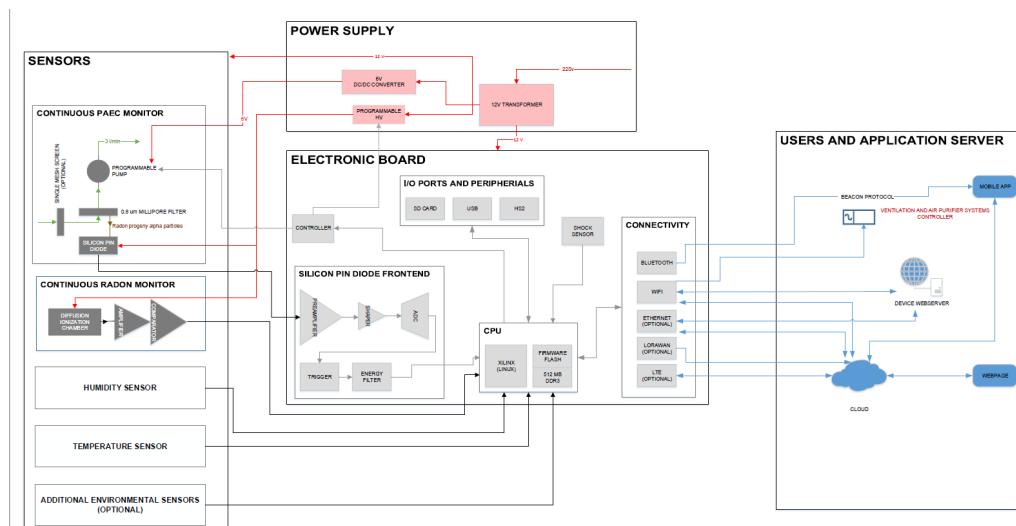 POWER SUPPLY
12 V
220v
6V
DC/DC CONVERTER
12V TRANSFORMER
PROGRAMMABLE
HV
6V
12 V
SENSORS
CONTINUOUS PAEC MONITOR
3 l/min
SINGLE MESH SCREEN
(OPTIONAL)
PROGRAMMABLE
PUMP
0.8 um MILLIPORE FILTER
Radon progeny alpha particles
SILICON PIN
DIODE
CONTINUOUS RADON MONITOR
DIFFUSION
IONIZATION
CHAMBER
AMPLIFIER
COMPARATOR
HUMIDITY SENSOR
TEMPERATURE SENSOR
ADDITIONAL ENVIRONMENTAL SENSORS
(OPTIONAL)
ELECTRONIC BOARD
I/O PORTS AND PERIPHERIALS
SD CARD
USB
HS2
CONTROLLER
SHOCK
SENSOR
SILICON PIN DIODE FRONTEND
PREAMPLIFIER
SHAPER
ADC
TRIGGER
ENERGY
FILTER
CPU
XILINX
(LINUX)
FIRMWARE
FLASH
512 MB
DDR3
CONNECTIVITY
BLUETOOTH
WIFI
ETHERNET
(OPTIONAL)
LORAWAN
(OPTIONAL)
LTE
(OPTIONAL)
USERS AND APPLICATION SERVER
MOBILE APP
BEACON PROTOCOL
VENTILATION AND AIR PURIFIER SYSTEMS
CONTROLLER
DEVICE WEBSERVER
WEBPAGE
CLOUD